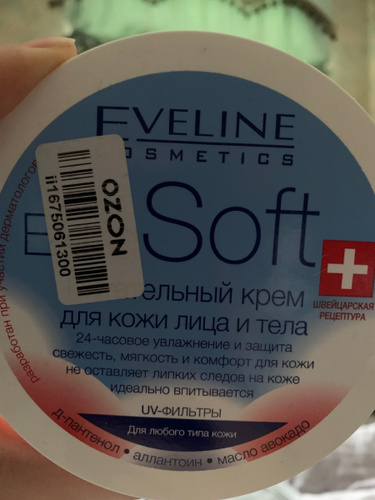 EVELINE
COSMETICS
Soft
OZON
ii1675061300
крем
для кожи лица и тела
24-часовое увлажнение и защита
свежесть, мягкость и комфорт для кожи
не оставляет липких следов на коже
идеально впитывается
UV-ФИЛЬТРЫ
Для любого типа кожи
Д-пантенол • аллантоин • масло авокадо
разработан при участии дерматологов
ШВЕЙЦАРСКАЯ
РЕЦЕПТУРА